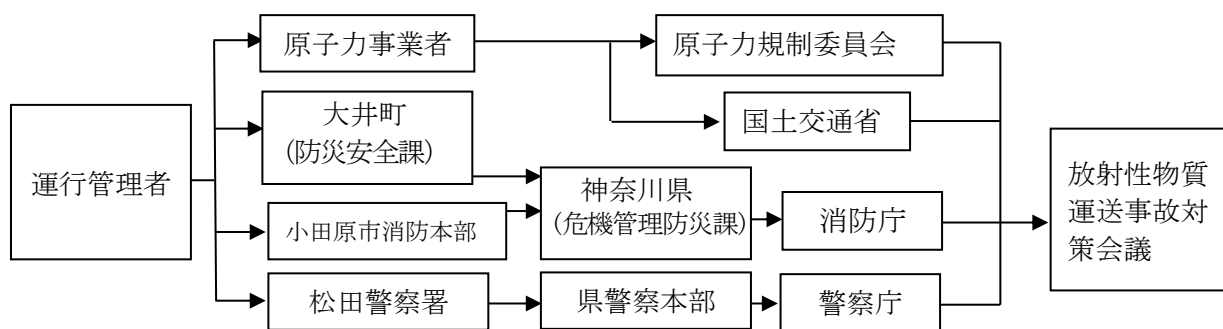 運行管理者
原子力事業者
大井町
(防災安全課)
小田原市消防本部
松田警察署
神奈川県
(危機管理防災課)
県警察本部
原子力規制委員会
国土交通省
消防庁
警察庁
放射性物質
運送事故対
策会議